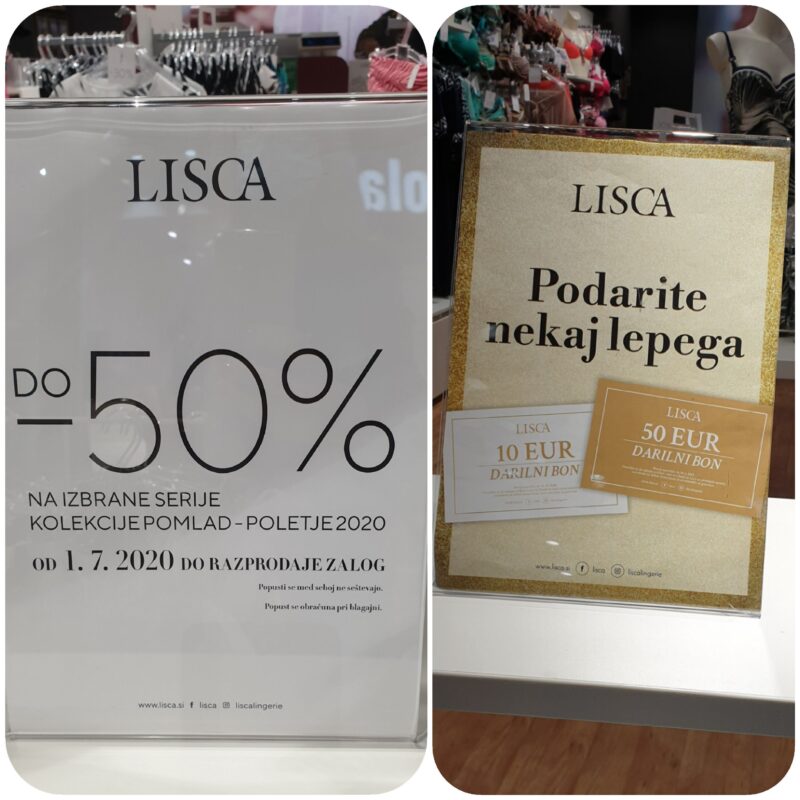 LISCA
DO
-50%
NA IZBRANE SERIJE
KOLEKCIJE POMLAD - POLETJE 2020
OD 1. 7. 2020 DO RAZPRODAJE ZALOG
Popusti se med seboj ne seštevajo.
Popust se obračuna pri blagajni.
www.lisca.si f lisca liscalingerie
LISCA
Podarite
nekaj lepega
LISCA
10 EUR
DARILNI BON
LISCA
50 EUR
DARILNI BON
www.lisca.si f lisca liscalingerie